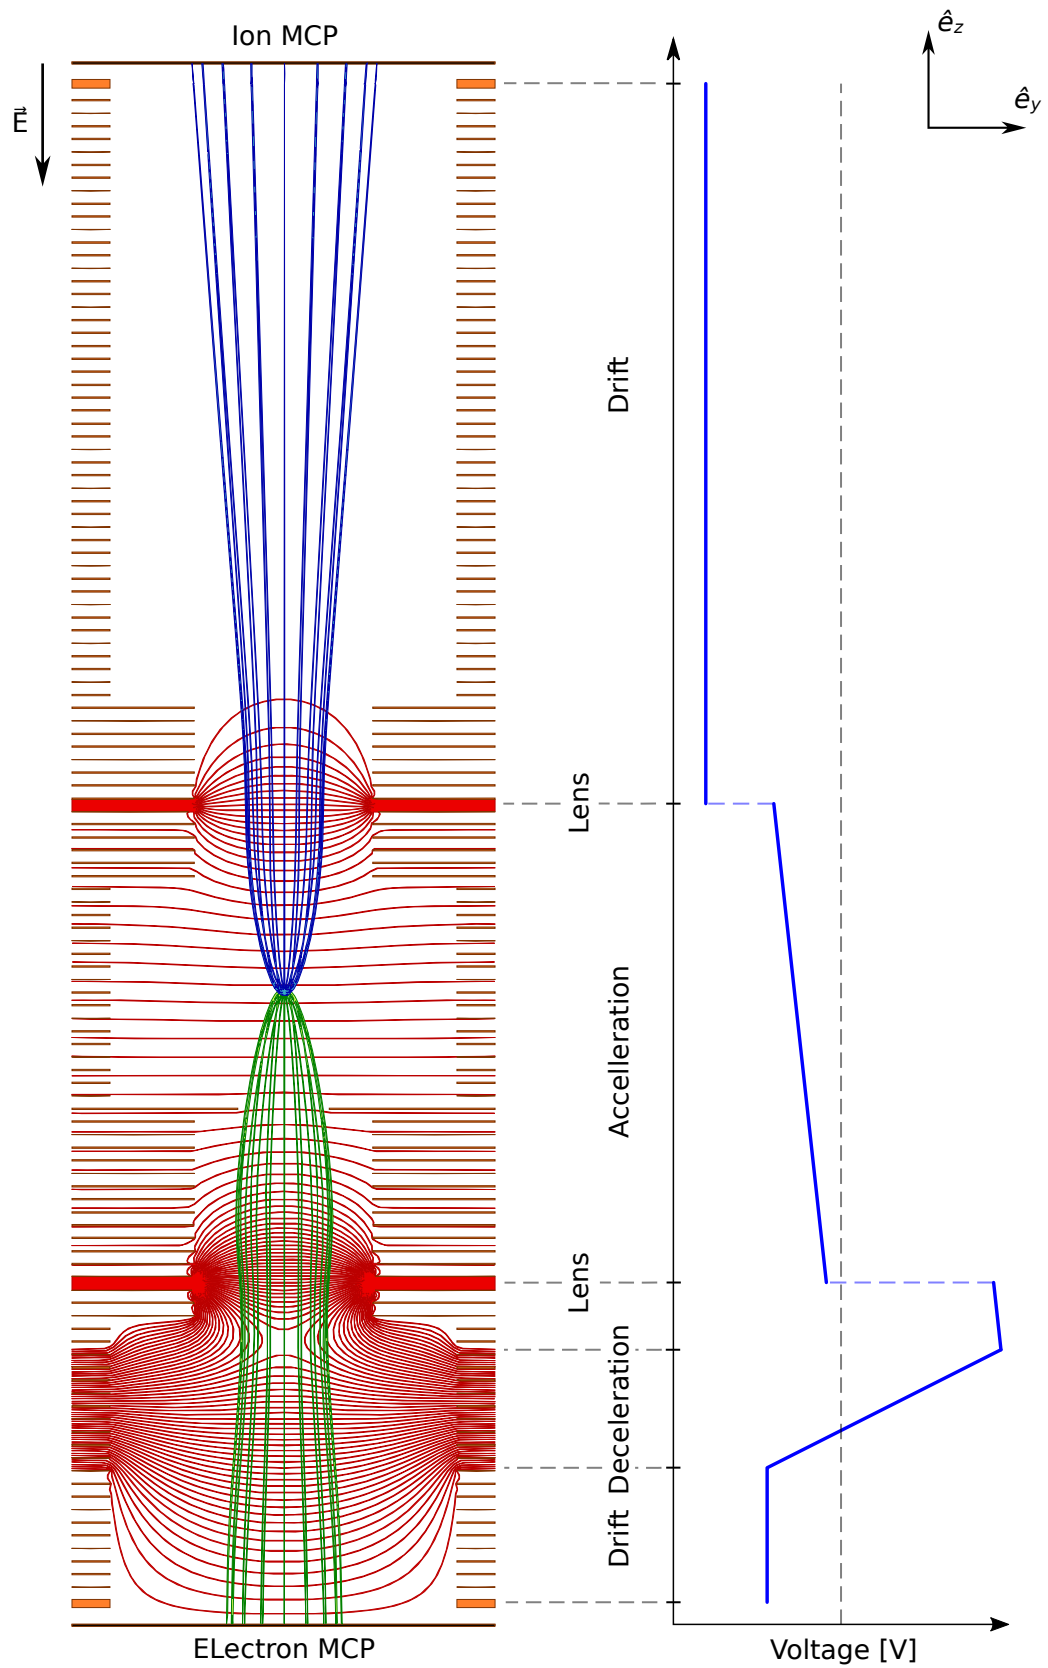 Ion MCP
E⃗
ê_z
ê_y
Drift
Lens
Accelleration
Lens
Deceleration
Drift
ELectron MCP
Voltage [V]